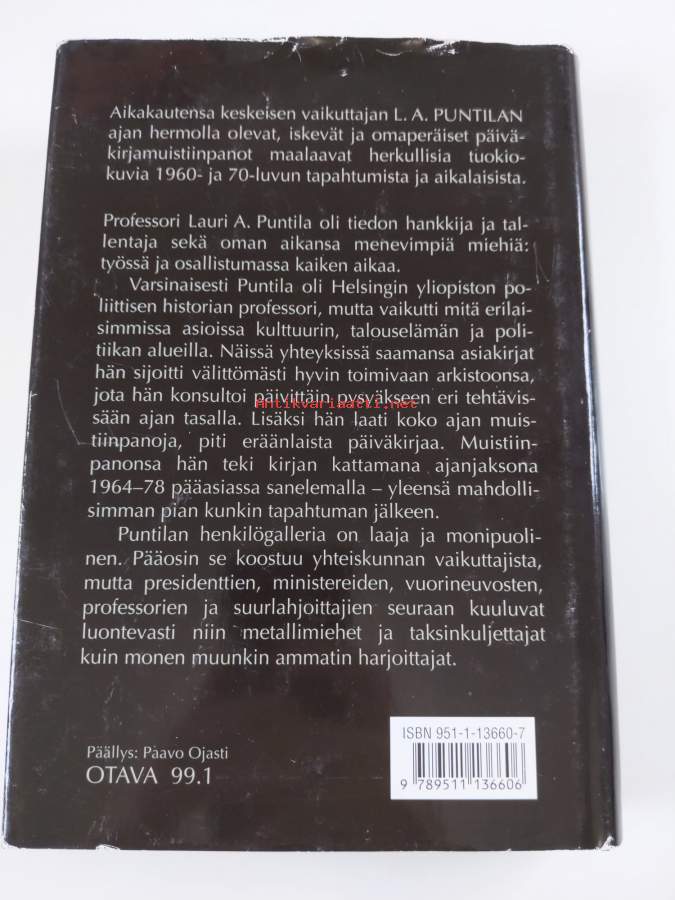 Aikakautensa keskeisen vaikuttajan L. A. PUNTILAN
ajan hermolla olevat, iskevät ja omaperäiset päivä-
kirjamuistiinpanot maalaavat herkullisia tuokio-
kuvia 1960- ja 70-luvun tapahtumista ja aikalaisista.
Professori Lauri A. Puntila oli tiedon hankkija ja tal-
lentaja sekä oman aikansa menevimpiä miehiä:
työssä ja osallistumassa kaiken aikaa.
Varsinaisesti Puntila oli Helsingin yliopiston po-
liittisen historian professori, mutta vaikutti mitä erilai-
simmissa asioissa kulttuurin, talouselämän ja poli-
tiikan alueilla. Näissä yhteyksissä saamansa asiakirjat
hän sijoitti välittömästi hyvin toimivaan arkistoonsa,
jota hän konsultoi päivittäin pysyäkseen eri tehtävis-
Antikvariaatti.net
sään ajan tasalla. Lisäksi hän laati koko ajan muis-
tiinpanoja, piti eräänlaista päiväkirjaa. Muistiin-
panonsa hän teki kirjan kattamana ajanjaksona
1964–78 pääasiassa sanelemalla – yleensä mahdolli-
simman pian kunkin tapahtuman jälkeen.
Puntilan henkilögalleria on laaja ja monipuoli-
nen. Pääosin se koostuu yhteiskunnan vaikuttajista,
mutta presidenttien, ministereiden, vuorineuvosten,
professorien ja suurlahjoittajien seuraan kuuluvat
luontevasti niin metallimiehet ja taksinkuljettajat
kuin monen muunkin ammatin harjoittajat.
Päällys: Paavo Ojasti
OTAVA 99.1
ISBN 951-1-13660-7
9 789511 136606